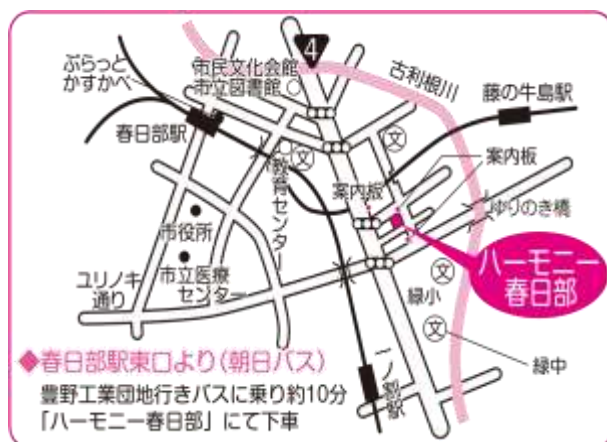 4
ぷらっと
かすかべ
市民文化会館
市立図書館
古利根川
藤の牛島駅
春日部駅
文
文
教育センター
案内板
案内板
ゆりのき橋
ハーモニー
春日部
市役所
市立医療
センター
ユリノキ
通り
文
緑小
文
緑中
一ノ割駅
◆春日部駅東口より(朝日バス)
豊野工業団地行きバスに乗り約10分
「ハーモニー春日部」にて下車